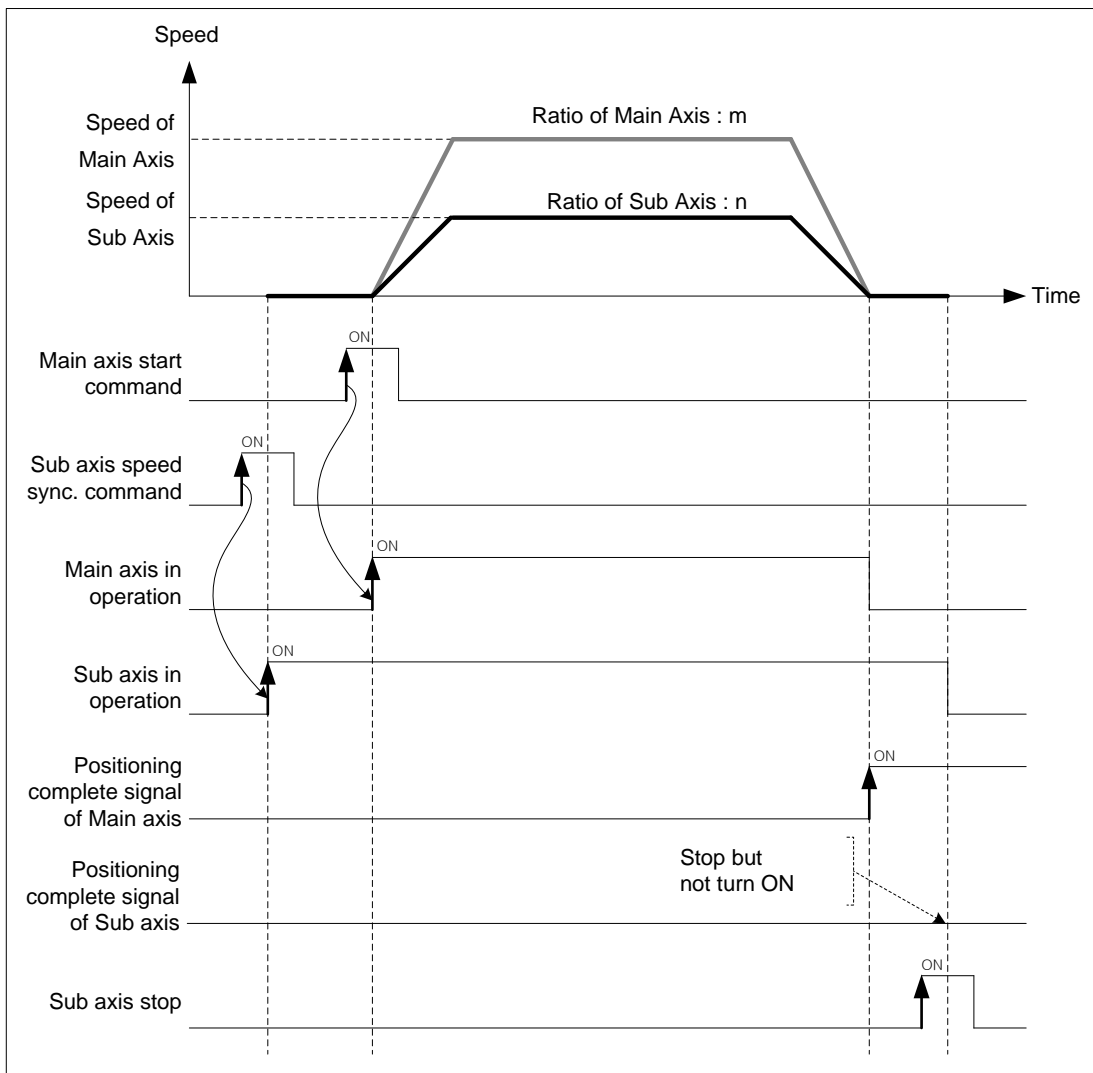 Speed
Speed of
Main Axis
Ratio of Main Axis : m
Speed of
Sub Axis
Ratio of Sub Axis : n
Time
ON
Main axis start
command
ON
Sub axis speed
sync. command
ON
Main axis in
operation
ON
Sub axis in
operation
ON
Positioning
complete signal
of Main axis
Stop but
not turn ON
Positioning
complete signal
of Sub axis
ON
Sub axis stop